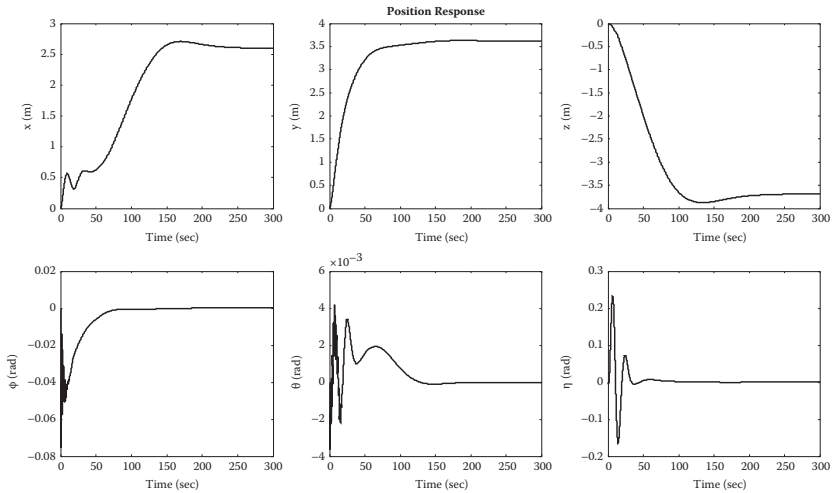 Position Response
3
2.5
2
1.5
1
0.5
0
x (m)
0 50 100 150 200 250 300
Time (sec)
4
3.5
3
2.5
2
1.5
1
0.5
0
y (m)
0 50 100 150 200 250 300
Time (sec)
0
−0.5
−1
−1.5
−2
−2.5
−3
−3.5
−4
z (m)
0 50 100 150 200 250 300
Time (sec)
0.02
0
−0.02
−0.04
−0.06
−0.08
ϕ (rad)
0 50 100 150 200 250 300
Time (sec)
×10−3
6
4
2
0
−2
−4
θ (rad)
0 50 100 150 200 250 300
Time (sec)
0.3
0.2
0.1
0
−0.1
−0.2
η (rad)
0 50 100 150 200 250 300
Time (sec)